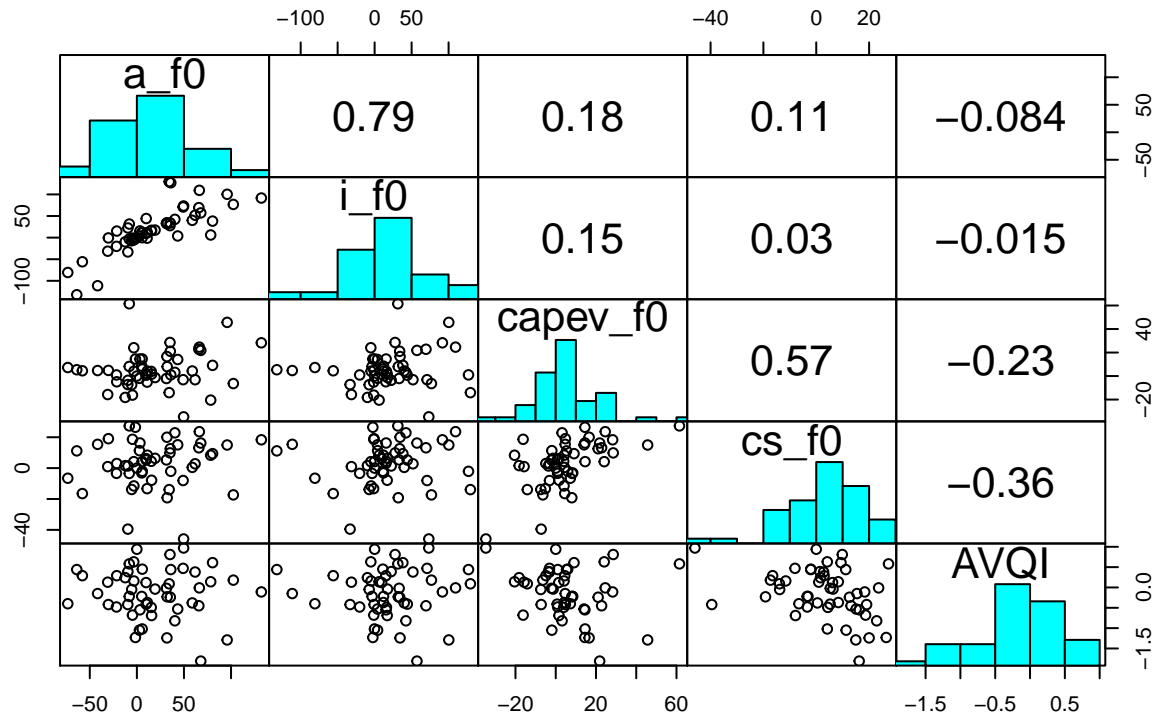 −100 0 50 −40 0 20
a_f0 0.79 0.18 0.11 −0.084 −50 50
50 −100 i_f0 0.15 0.03 −0.015
capev_f0 0.57 −0.23 −20 40
0 −40 cs_f0 −0.36
AVQI −1.5 0.0
−50 0 50 −20 20 60 −1.5 −0.5 0.5